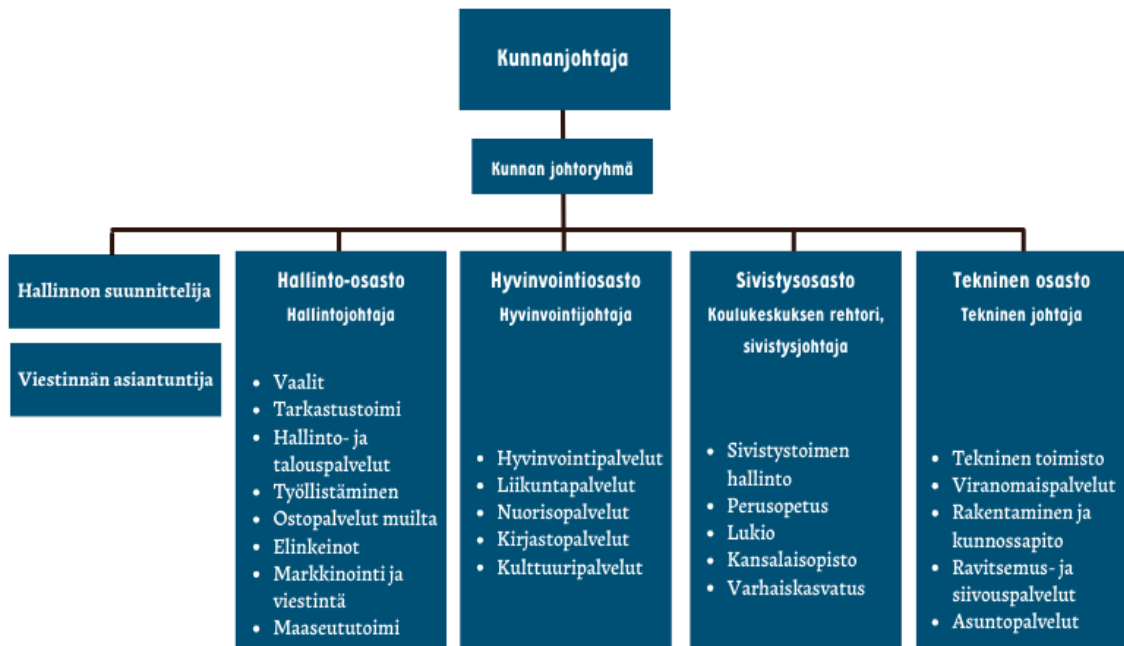 Kunnanjohtaja
Kunnan johtoryhmä
Hallinnon suunnittelija
Viestinnän asiantuntija
Hallinto-osasto
Hallintojohtaja
• Vaalit
• Tarkastustoimi
• Hallinto- ja
talouspalvelut
• Työllistäminen
• Ostopalvelut muilta
• Elinkeinot
• Markkinointi ja
viestintä
• Maaseututoimi
Hyvinvointiosasto
Hyvinvointijohtaja
• Hyvinvointipalvelut
• Liikuntapalvelut
• Nuorisopalvelut
• Kirjastopalvelut
• Kulttuuripalvelut
Sivistysosasto
Koulukeskuksen rehtori,
sivistysjohtaja
• Sivistystoimen
hallinto
• Perusopetus
• Lukio
• Kansalaisopisto
• Varhaiskasvatus
Tekninen osasto
Tekninen johtaja
• Tekninen toimisto
• Viranomaispalvelut
• Rakentaminen ja
kunnossapito
• Ravitsemus- ja
siivouspalvelut
• Asuntopalvelut